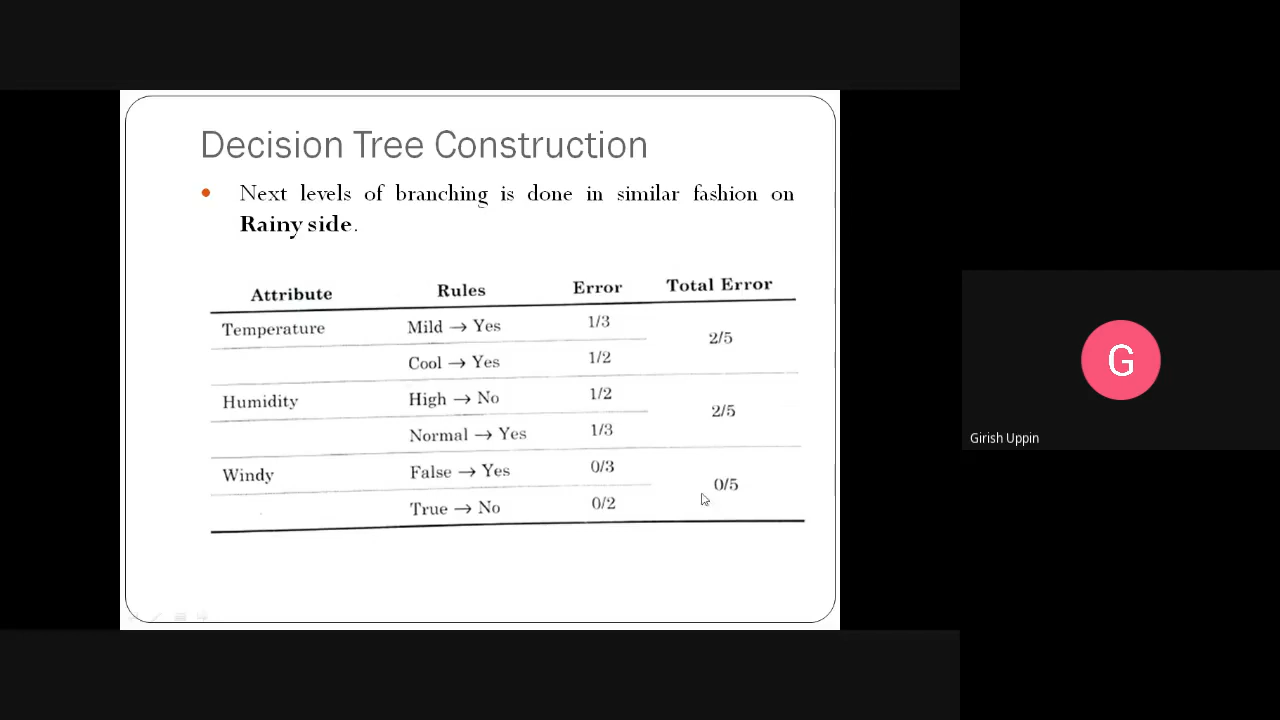 Decision Tree Construction
Next levels of branching is done in similar fashion on
Rainy side.
Attribute Rules Error Total Error
Temperature Mild → Yes 1/3 2/5
Cool → Yes 1/2
Humidity High → No 1/2 2/5
Normal → Yes 1/3
Windy False → Yes 0/3 0/5
True → No 0/2
G
Girish Uppin